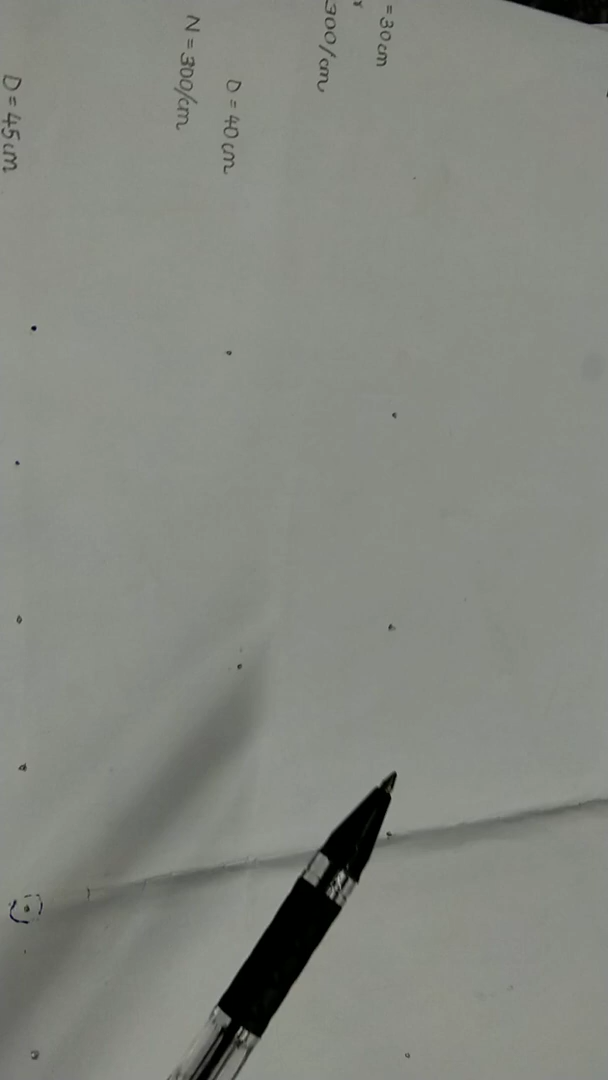 = 30 cm
300/cm
D = 40 cm
N = 300/cm
D = 45 cm